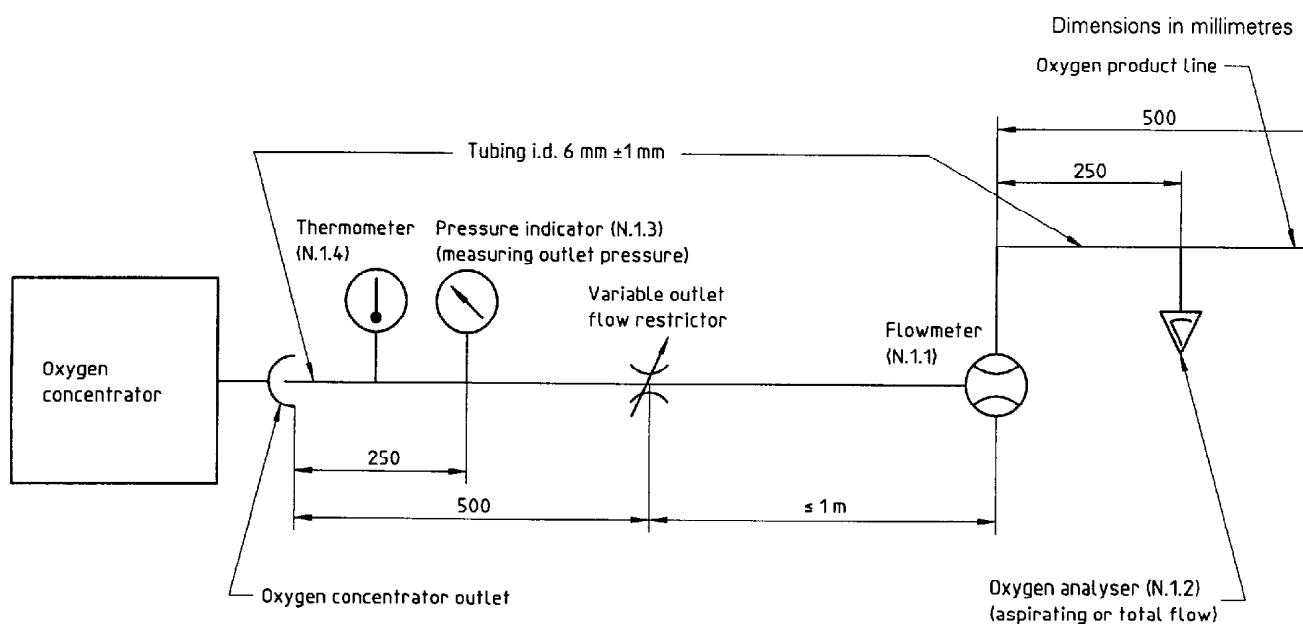 Dimensions in millimetres
Oxygen product line
500
Tubing i.d. 6 mm ±1 mm
250
Thermometer
(N.1.4)
Pressure indicator (N.1.3)
(measuring outlet pressure)
Variable outlet
flow restrictor
Flowmeter
(N.1.1)
Oxygen
concentrator
250
500
≤ 1 m
Oxygen concentrator outlet
Oxygen analyser (N.1.2)
(aspirating or total flow)